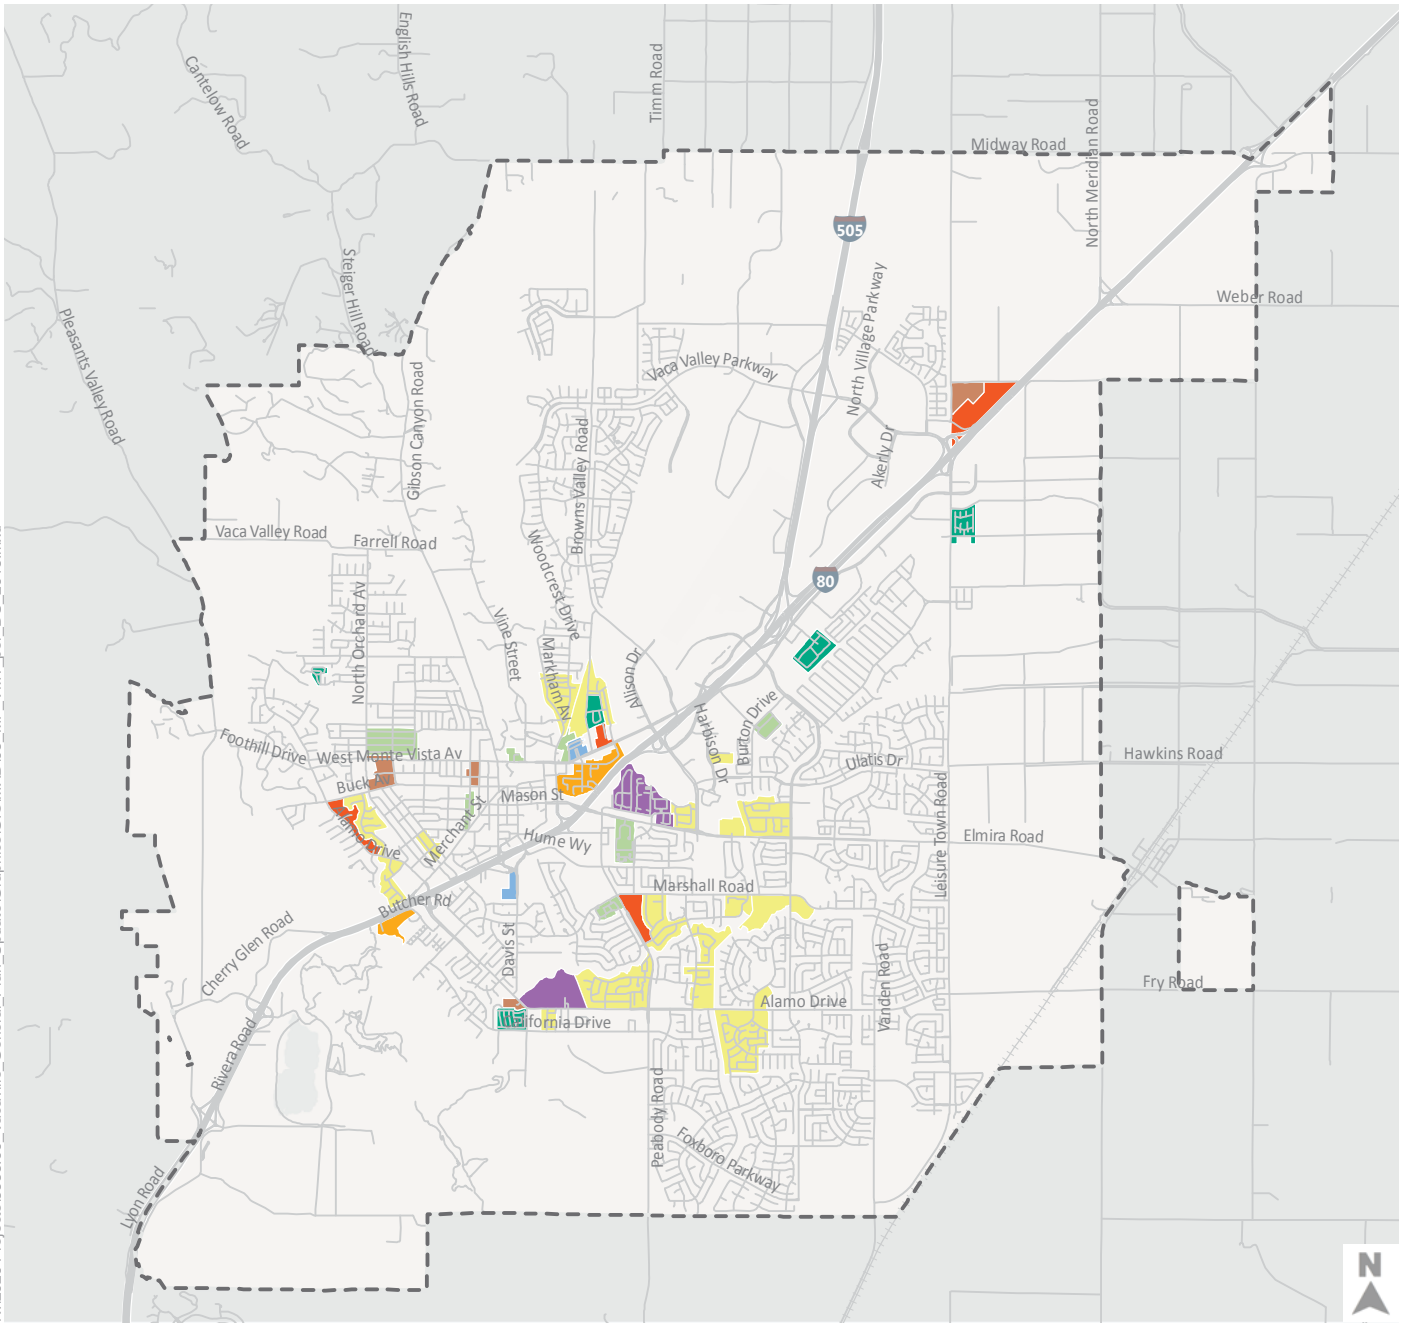 English Hills Road
Cantelow Road
Timm Road
Midway Road
North Meridian Road
505
Steiger Hill Road
North Village Parkway
Weber Road
Pleasants Valley Road
Gibson Canyon Road
Vaca Valley Parkway
Browns Valley Road
Akerly Dr
Vaca Valley Road
Farrell Road
Woodcrest Drive
80
North Orchard Av
Vine Street
Markham Av
Allison Dr
Harbison Dr
Burton Drive
Foothill Drive
West Monte Vista Av
Ulatis Dr
Hawkins Road
Buck Av
Mason St
Merchant St
Hume Wy
Leisure Town Road
Elmira Road
Marshall Road
Butcher Rd
Cherry Glen Road
Davis St
Vanden Road
Fry Road
Alamo Drive
Rivera Road
Peabody Road
Foxboro Parkway
Lyon Road
N